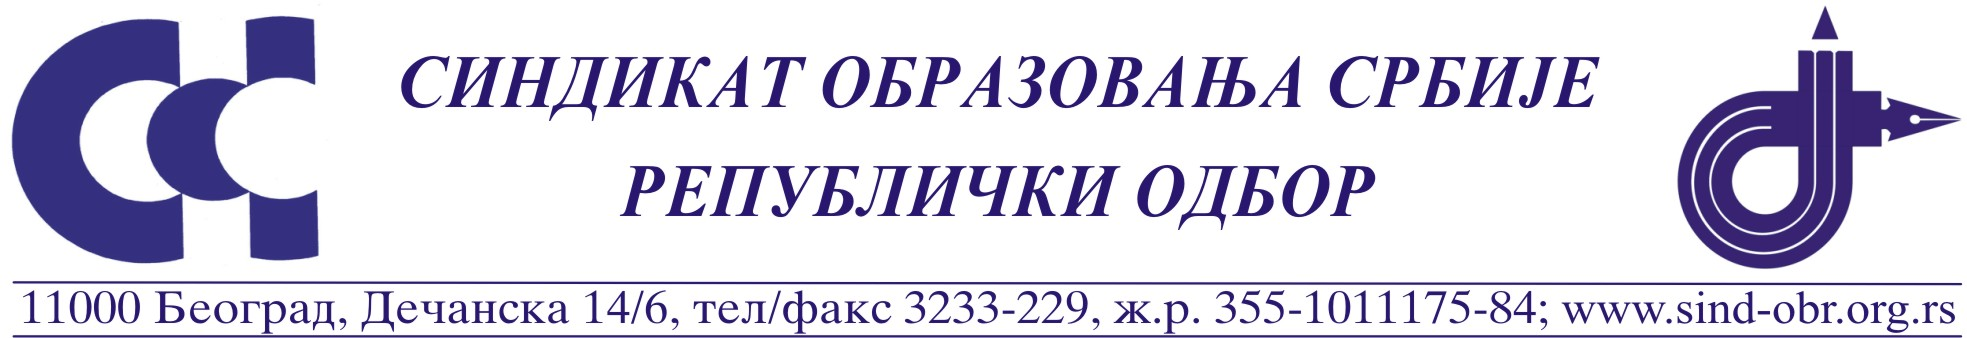 СИНДИКАТ ОБРАЗОВАЊА СРБИЈЕ
РЕПУБЛИЧКИ ОДБОР
11000 Београд, Дечанска 14/6, тел/факс 3233-229, ж.р. 355-1011175-84; www.sind-obr.org.rs